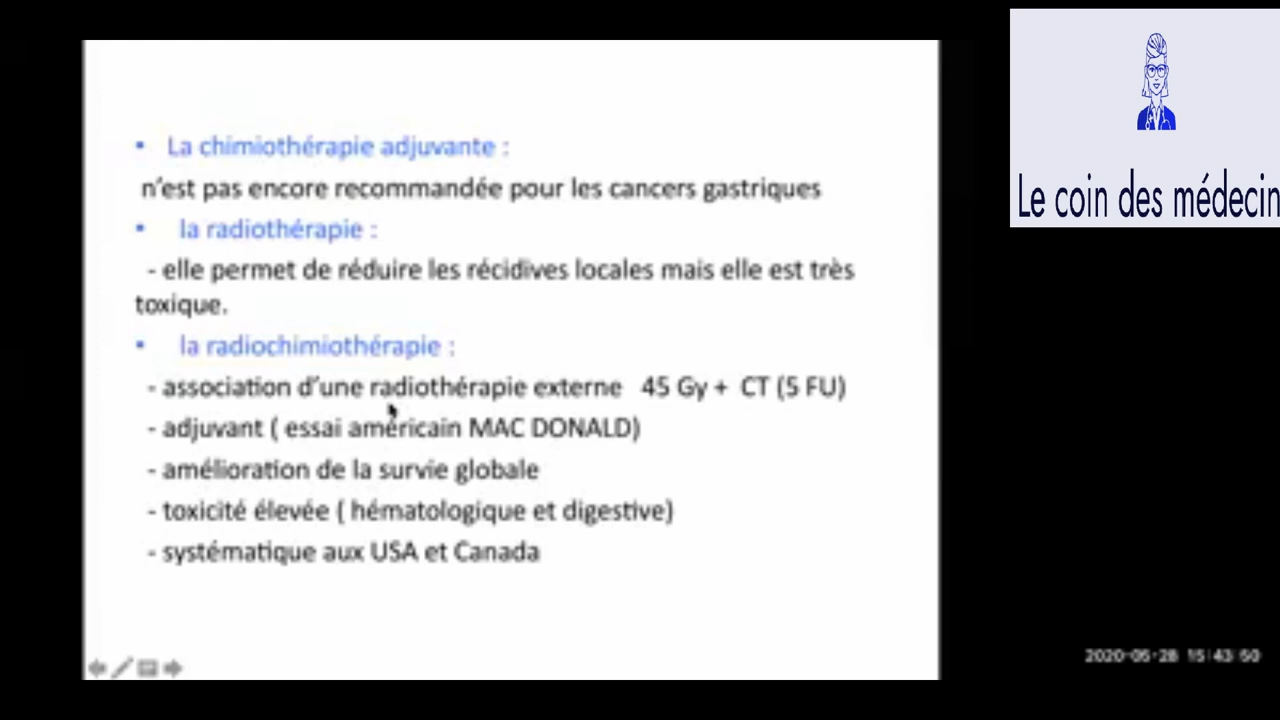 • La chimiothérapie adjuvante :
n'est pas encore recommandée pour les cancers gastriques
• la radiothérapie :
- elle permet de réduire les récidives locales mais elle est très
toxique.
• la radiochimiothérapie :
- association d'une radiothérapie externe 45 Gy + CT (5 FU)
- adjuvant ( essai américain MAC DONALD)
- amélioration de la survie globale
- toxicité élevée ( hématologique et digestive)
- systématique aux USA et Canada
Le coin des médecin
2020-05-28 15:43:50